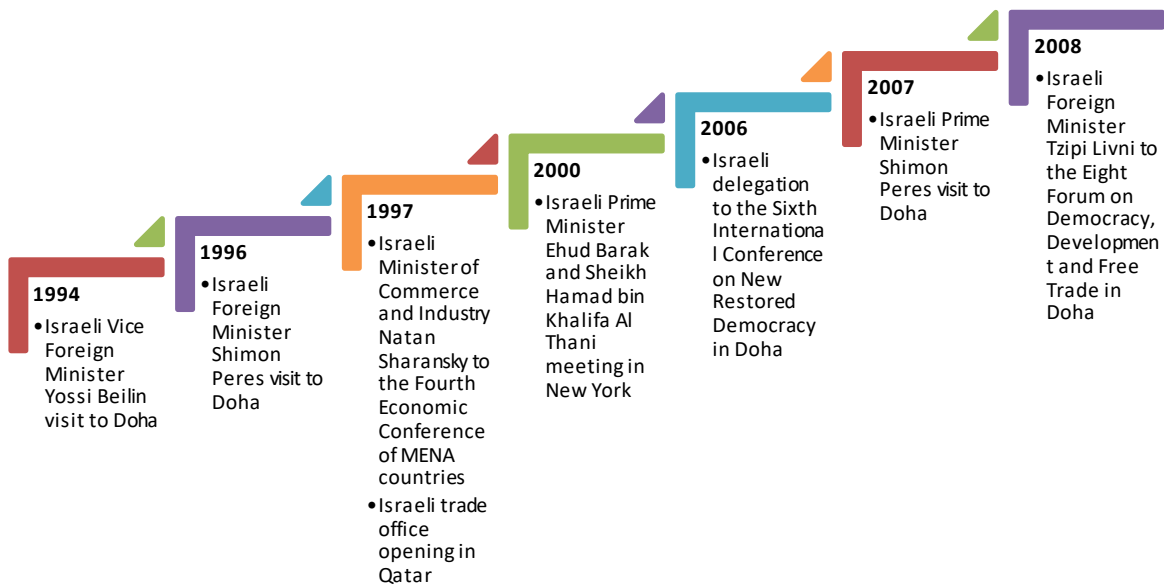 1994
•Israeli Vice
Foreign
Minister
Yossi Beilin
visit to Doha
1996
•Israeli
Foreign
Minister
Shimon
Peres visit to
Doha
1997
•Israeli
Minister of
Commerce
and Industry
Natan
Sharansky to
the Fourth
Economic
Conference
of MENA
countries
•Israeli trade
office
opening in
Qatar
2000
•Israeli Prime
Minister
Ehud Barak
and Sheikh
Hamad bin
Khalifa Al
Thani
meeting in
New York
2006
•Israeli
delegation
to the Sixth
Internationa
l Conference
on New
Restored
Democracy
in Doha
2007
•Israeli Prime
Minister
Shimon
Peres visit to
Doha
2008
•Israeli
Foreign
Minister
Tzipi Livni to
the Eight
Forum on
Democracy,
Developmen
t and Free
Trade in
Doha